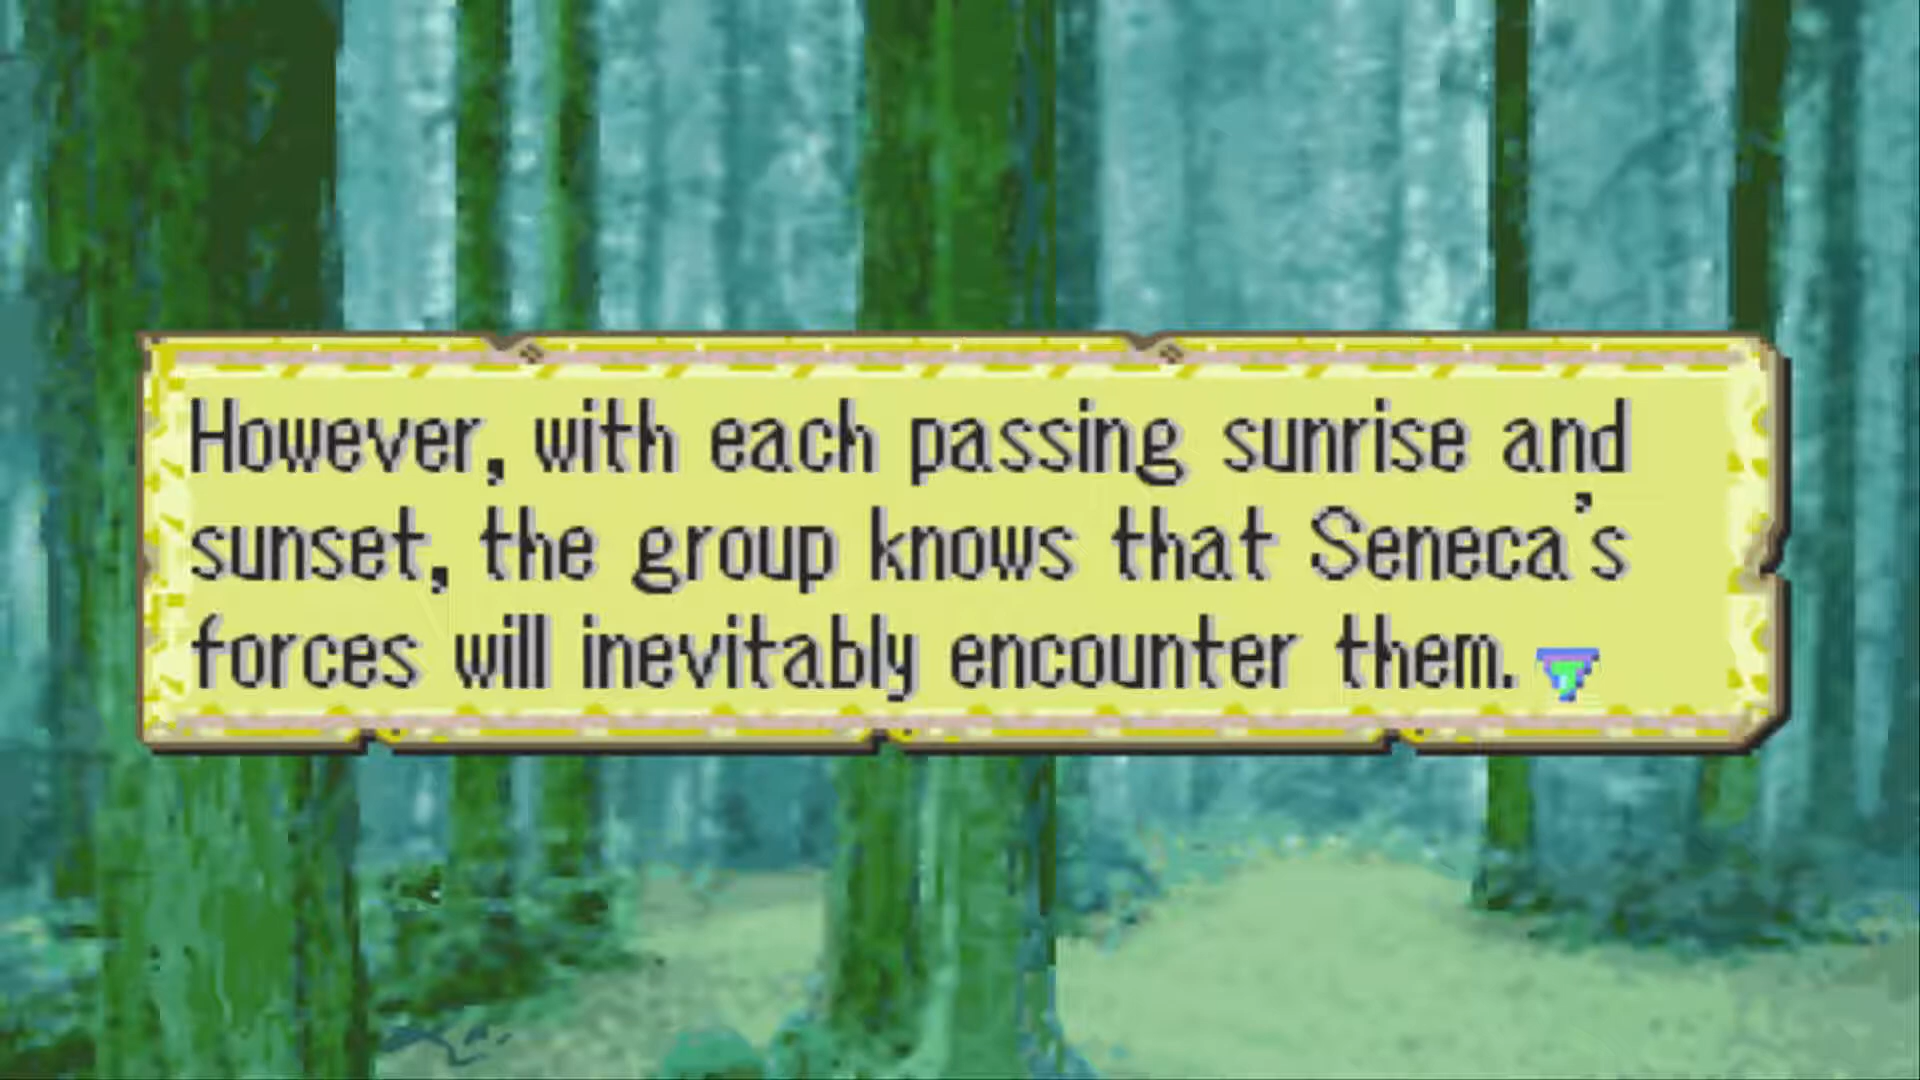 However, with each passing sunrise and
sunset, the group knows that Seneca's
forces will inevitably encounter them.